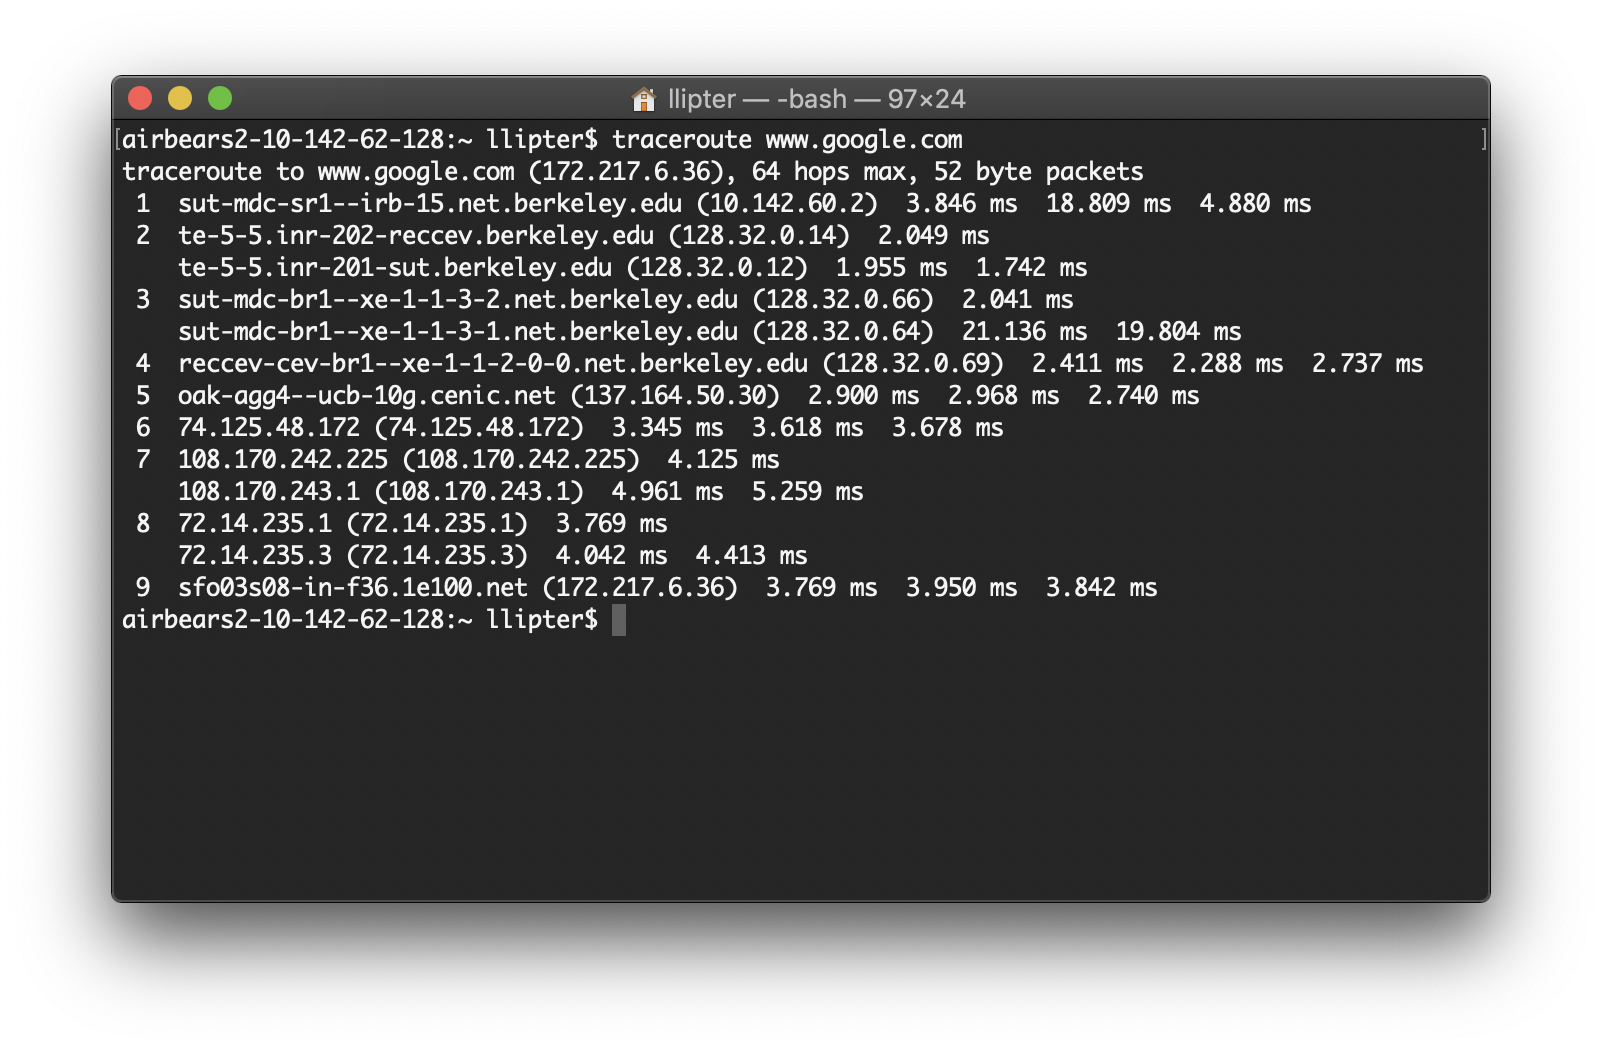 llipter — -bash — 97×24
[airbears2-10-142-62-128:~ llipter$ traceroute www.google.com ]
traceroute to www.google.com (172.217.6.36), 64 hops max, 52 byte packets
 1  sut-mdc-sr1--irb-15.net.berkeley.edu (10.142.60.2)  3.846 ms  18.809 ms  4.880 ms
 2  te-5-5.inr-202-reccev.berkeley.edu (128.32.0.14)  2.049 ms
    te-5-5.inr-201-sut.berkeley.edu (128.32.0.12)  1.955 ms  1.742 ms
 3  sut-mdc-br1--xe-1-1-3-2.net.berkeley.edu (128.32.0.66)  2.041 ms
    sut-mdc-br1--xe-1-1-3-1.net.berkeley.edu (128.32.0.64)  21.136 ms  19.804 ms
 4  reccev-cev-br1--xe-1-1-2-0-0.net.berkeley.edu (128.32.0.69)  2.411 ms  2.288 ms  2.737 ms
 5  oak-agg4--ucb-10g.cenic.net (137.164.50.30)  2.900 ms  2.968 ms  2.740 ms
 6  74.125.48.172 (74.125.48.172)  3.345 ms  3.618 ms  3.678 ms
 7  108.170.242.225 (108.170.242.225)  4.125 ms
    108.170.243.1 (108.170.243.1)  4.961 ms  5.259 ms
 8  72.14.235.1 (72.14.235.1)  3.769 ms
    72.14.235.3 (72.14.235.3)  4.042 ms  4.413 ms
 9  sfo03s08-in-f36.1e100.net (172.217.6.36)  3.769 ms  3.950 ms  3.842 ms
airbears2-10-142-62-128:~ llipter$